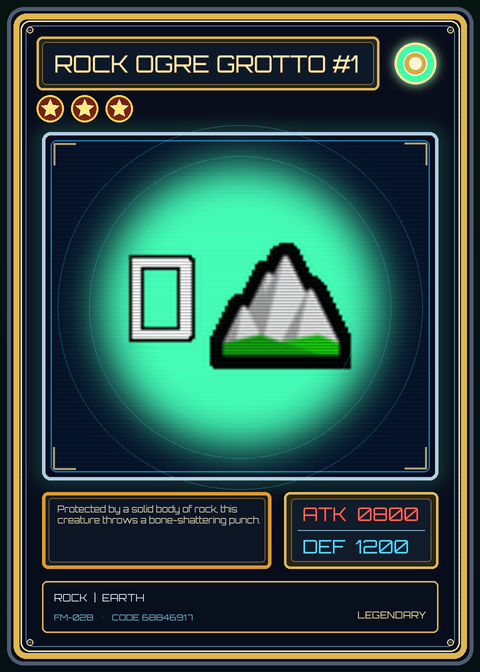 ROCK OGRE GROTTO #1
Protected by a solid body of rock, this
creature throws a bone-shattering punch.
ATK 0800
DEF 1200
ROCK | EARTH
FM-028 · CODE 68846917
LEGENDARY